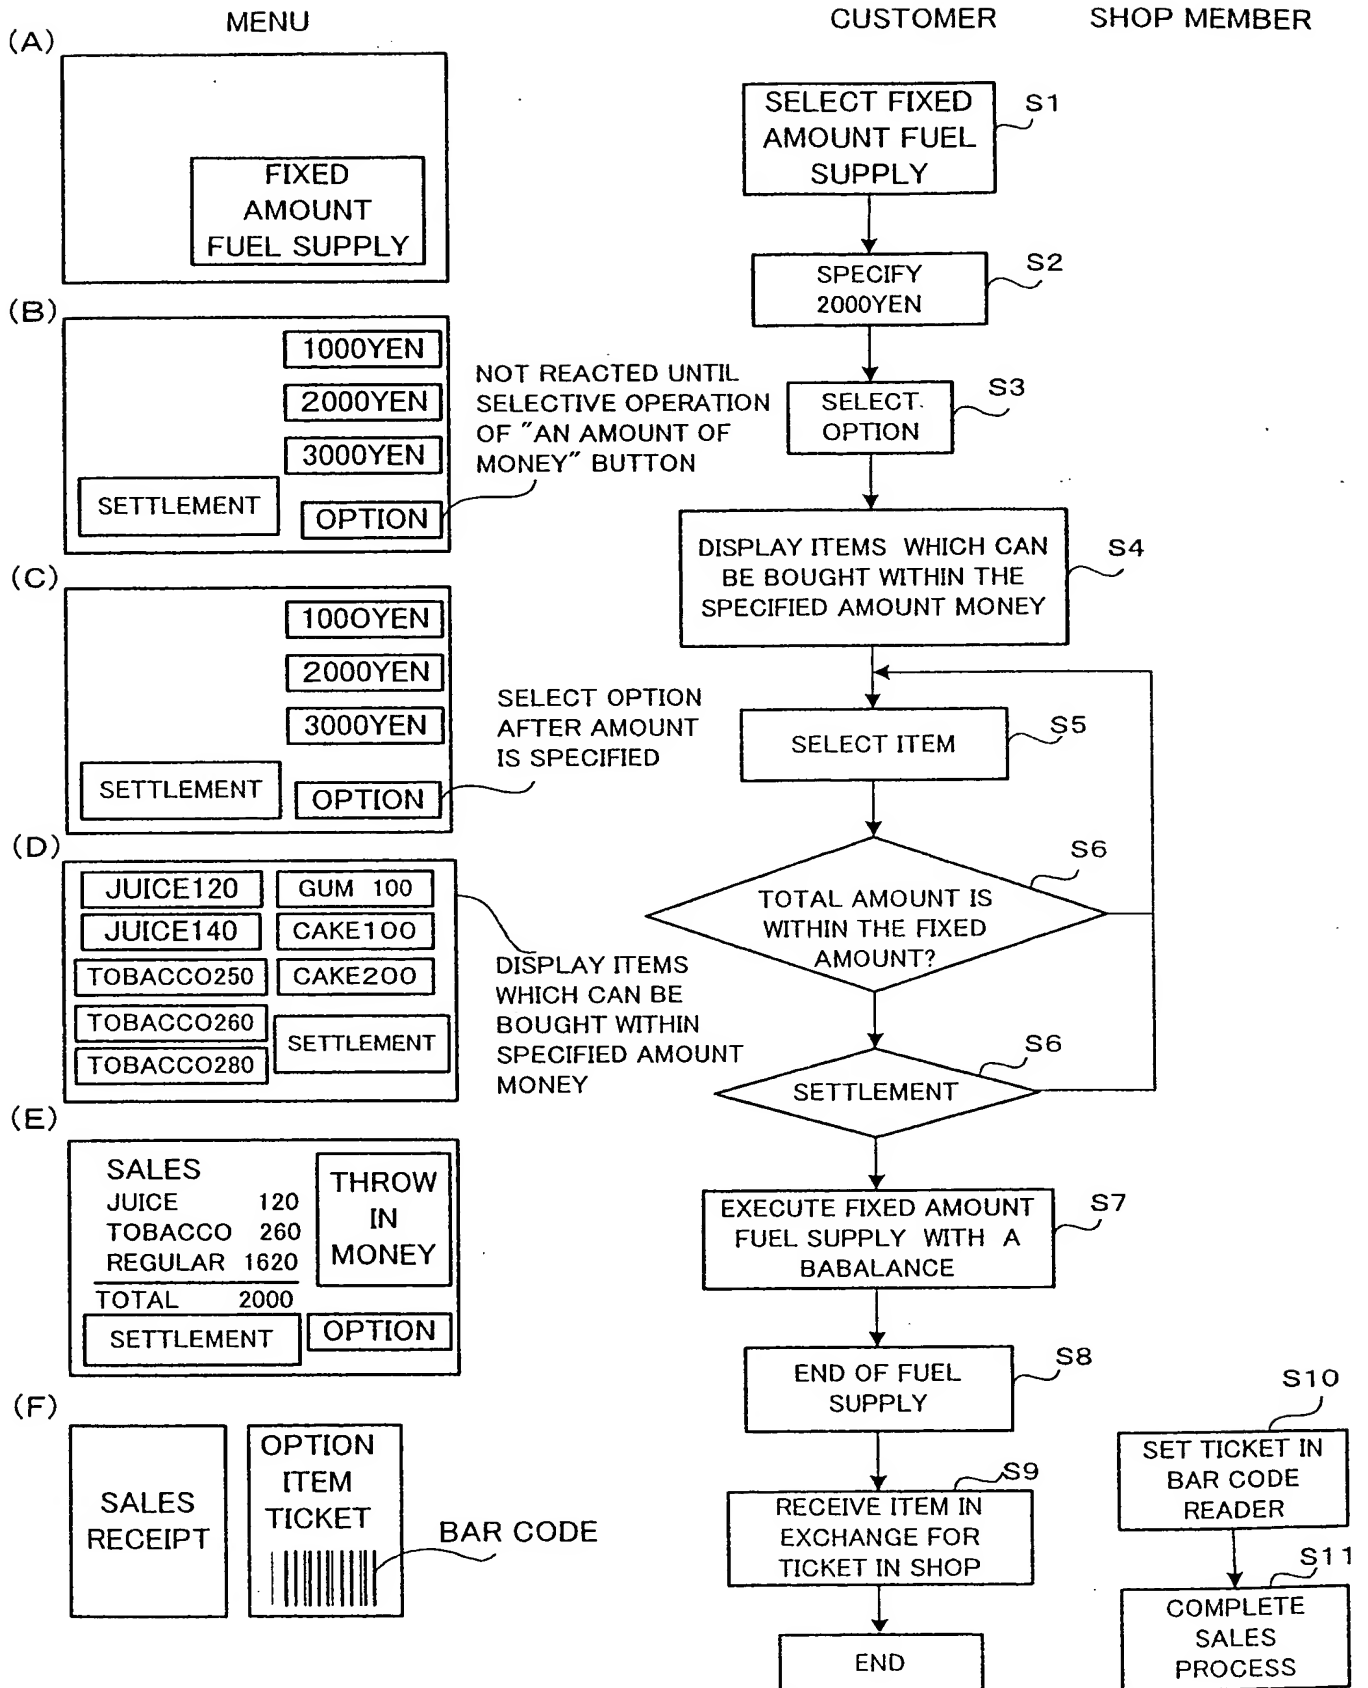 MENU
CUSTOMER
SHOP MEMBER
(A)
FIXED
AMOUNT
FUEL SUPPLY
(B)
1000YEN
2000YEN
3000YEN
SETTLEMENT
OPTION
NOT REACTED UNTIL
SELECTIVE OPERATION
OF "AN AMOUNT OF
MONEY" BUTTON
(C)
1000YEN
2000YEN
3000YEN
SETTLEMENT
OPTION
SELECT OPTION
AFTER AMOUNT
IS SPECIFIED
(D)
JUICE120
GUM 100
JUICE140
CAKE100
TOBACCO250
CAKE200
TOBACCO260
SETTLEMENT
TOBACCO280
DISPLAY ITEMS
WHICH CAN BE
BOUGHT WITHIN
SPECIFIED AMOUNT
MONEY
(E)
SALES
JUICE 120
TOBACCO 260
REGULAR 1620
TOTAL 2000
THROW
IN
MONEY
SETTLEMENT
OPTION
(F)
SALES
RECEIPT
OPTION
ITEM
TICKET
BAR CODE
SELECT FIXED
AMOUNT FUEL
SUPPLY
S1
SPECIFY
2000YEN
S2
SELECT
OPTION
S3
DISPLAY ITEMS WHICH CAN
BE BOUGHT WITHIN THE
SPECIFIED AMOUNT MONEY
S4
SELECT ITEM
S5
TOTAL AMOUNT IS
WITHIN THE FIXED
AMOUNT?
S6
SETTLEMENT
S6
EXECUTE FIXED AMOUNT
FUEL SUPPLY WITH A
BABALANCE
S7
END OF FUEL
SUPPLY
S8
RECEIVE ITEM IN
EXCHANGE FOR
TICKET IN SHOP
S9
END
SET TICKET IN
BAR CODE
READER
S10
COMPLETE
SALES
PROCESS
S11